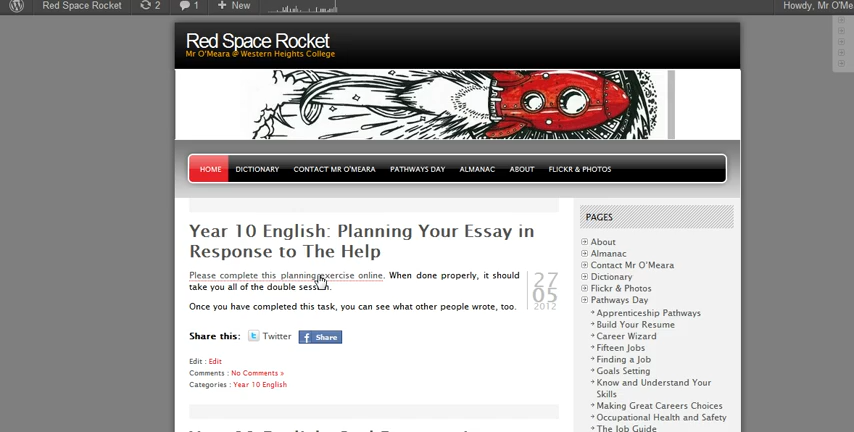 Red Space Rocket 2 1 New Howdy, Mr O'Me
Red Space Rocket
Mr O'Meara @ Western Heights College
HOME DICTIONARY CONTACT MR O'MEARA PATHWAYS DAY ALMANAC ABOUT FLICKR & PHOTOS
Year 10 English: Planning Your Essay in
Response to The Help
Please complete this planning exercise online. When done properly, it should
take you all of the double session.
27
05
2012
Once you have completed this task, you can see what other people wrote, too.
Share this: Twitter Share
Edit : Edit
Comments : No Comments »
Categories : Year 10 English
PAGES
About
Almanac
Contact Mr O'Meara
Dictionary
Flickr & Photos
Pathways Day
Apprenticeship Pathways
Build Your Resume
Career Wizard
Fifteen Jobs
Finding a Job
Goals Setting
Know and Understand Your
Skills
Making Great Careers Choices
Occupational Health and Safety
The Job Guide